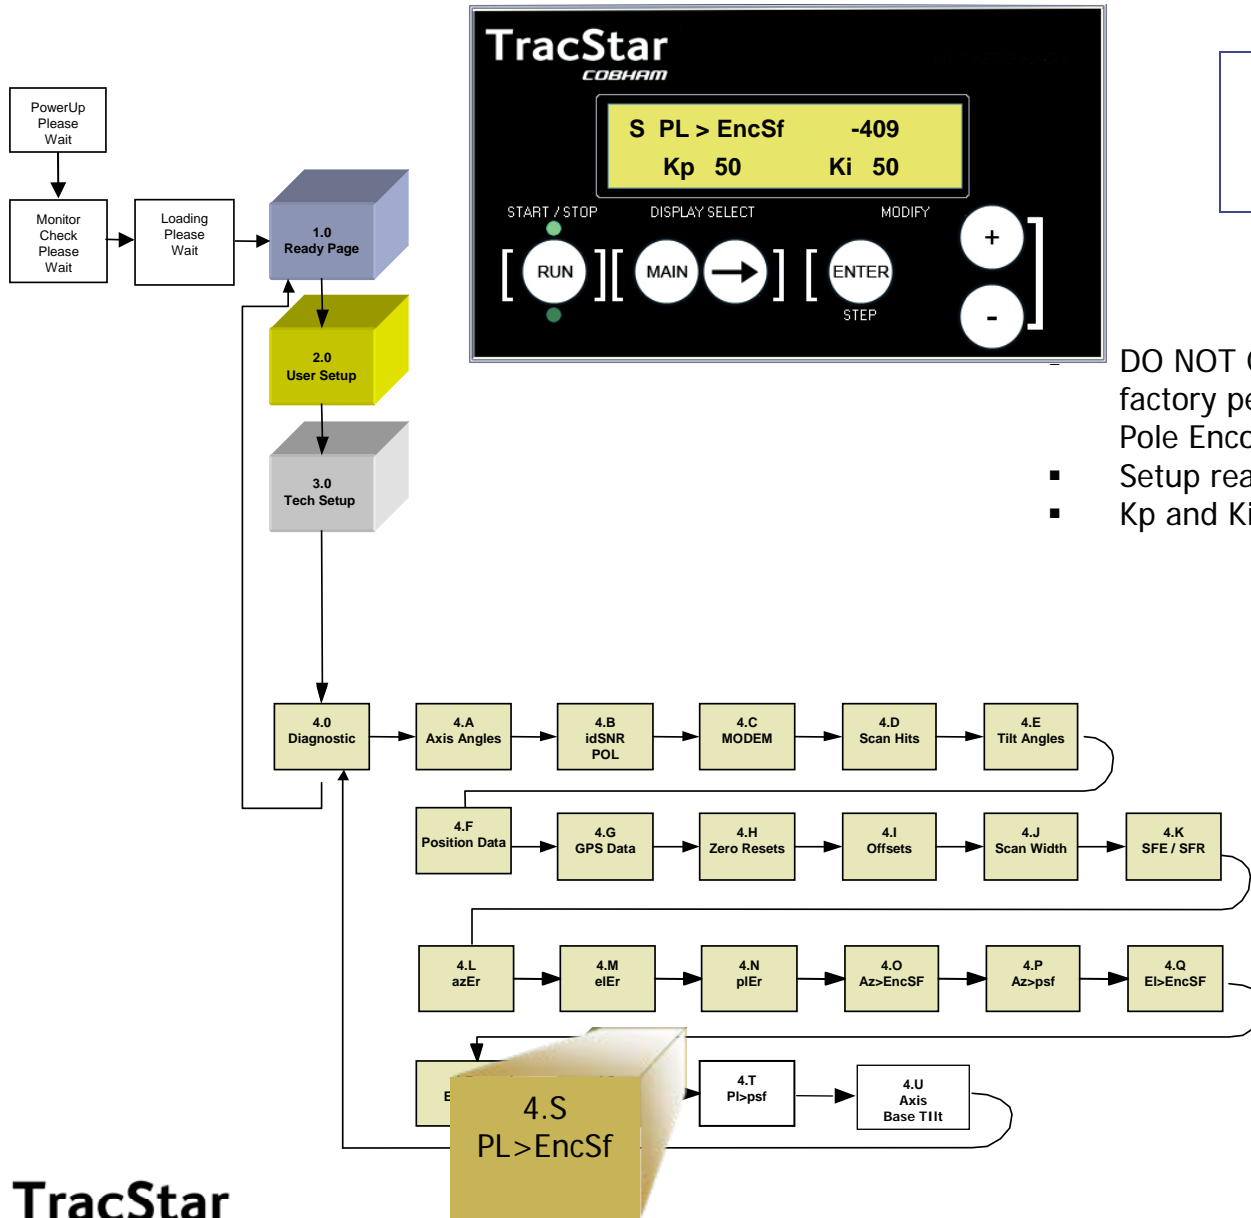 TracStar
COBHAM
S PL > EncSf -409
Kp 50 Ki 50
START / STOP DISPLAY SELECT MODIFY
RUN
MAIN
ENTER
STEP
+
-
PowerUp
Please
Wait
Monitor
Check
Please
Wait
Loading
Please
Wait
1.0
Ready Page
2.0
User Setup
3.0
Tech Setup
DO NOT
factory
Pole
Setup
Kp and
4.0
Diagnostic
4.A
Axis Angles
4.B
idSNR
POL
4.C
MODEM
4.D
Scan Hits
4.E
Tilt Angles
4.F
Position Data
4.G
GPS Data
4.H
Zero Resets
4.I
Offsets
4.J
Scan Width
4.K
SFE / SFR
4.L
azEr
4.M
elEr
4.N
plEr
4.O
Az>EncSF
4.P
Az>psf
4.Q
El>EncSF
4.S
PL>EncSf
4.T
Pl>psf
4.U
Axis
Base TIlt
TracStar